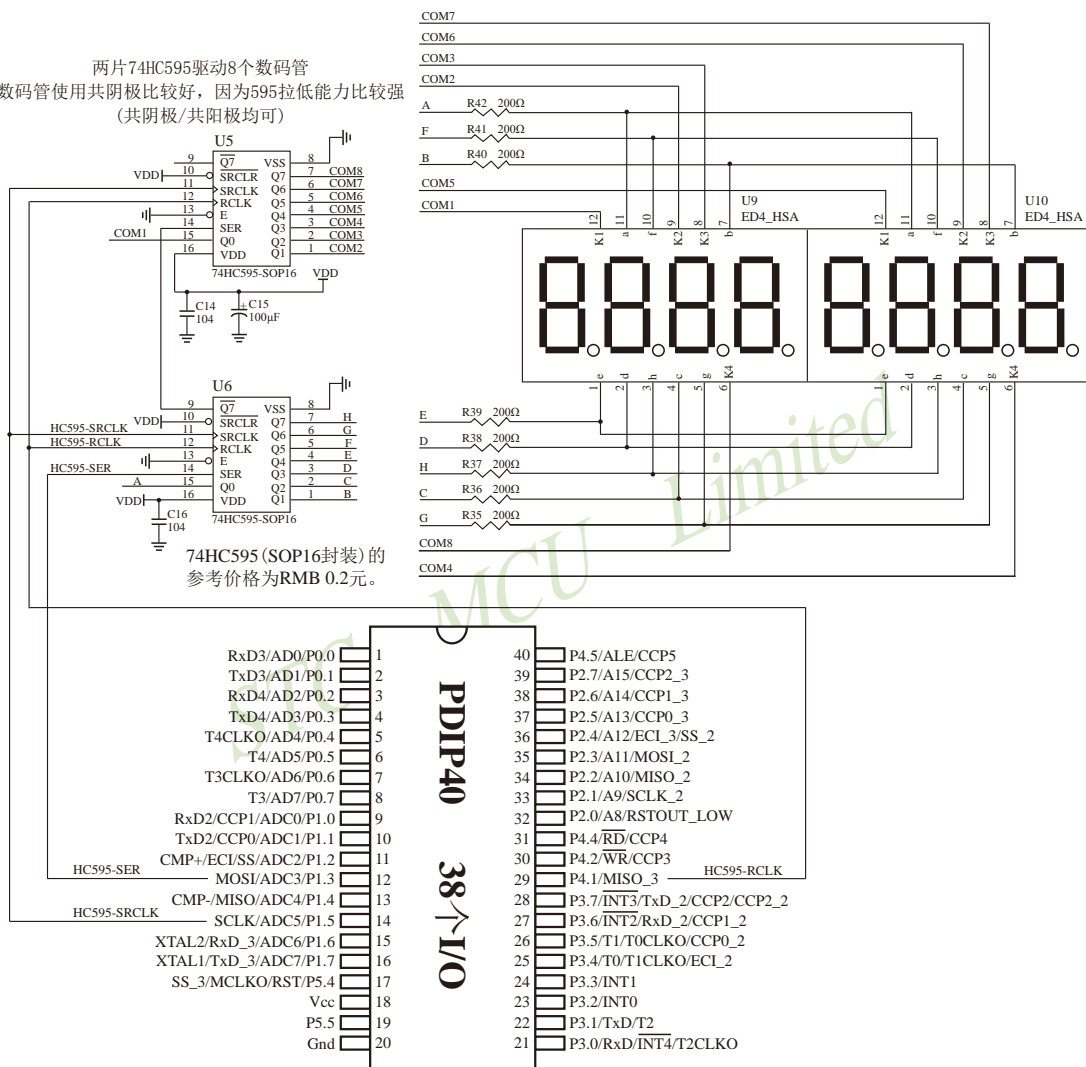 两片74HC595驱动8个数码管
数码管使用共阴极比较好，因为595拉低能力比较强
(共阴极/共阳极均可)
COM7
COM6
COM3
COM2
A R42 200Ω
F R41 200Ω
B R40 200Ω
COM5
COM1
U5
9 Q7 VSS 8
VDD 10 SRCLR Q7 7 COM8
11 SRCLK Q6 6 COM7
12 RCLK Q5 5 COM6
13 E Q4 4 COM5
14 SER Q3 3 COM4
COM1 15 Q0 Q2 2 COM3
16 VDD Q1 1 COM2
74HC595-SOP16
VDD
C14
104
C15
100μF
U9
ED4_HSA
U10
ED4_HSA
12 11 10 9 8 7
K1 a f K2 K3 b
12 11 10 9 8 7
K1 a f K2 K3 b
e d h c g K4
1 2 3 4 5 6
e d h c g K4
1 2 3 4 5 6
U6
9 Q7 VSS 8
VDD 10 SRCLR Q7 7 H
HC595-SRCLK 11 SRCLK Q6 6 G
HC595-RCLK 12 RCLK Q5 5 F
13 E Q4 4 E
HC595-SER 14 SER Q3 3 D
A 15 Q0 Q2 2 C
VDD 16 VDD Q1 1 B
74HC595-SOP16
C16
104
E R39 200Ω
D R38 200Ω
H R37 200Ω
C R36 200Ω
G R35 200Ω
COM8
COM4
74HC595(SOP16封装)的
参考价格为RMB 0.2元。
STC MCU Limited
PDIP40 38个I/O
RxD3/AD0/P0.0 1 40 P4.5/ALE/CCP5
TxD3/AD1/P0.1 2 39 P2.7/A15/CCP2_3
RxD4/AD2/P0.2 3 38 P2.6/A14/CCP1_3
TxD4/AD3/P0.3 4 37 P2.5/A13/CCP0_3
T4CLKO/AD4/P0.4 5 36 P2.4/A12/ECI_3/SS_2
T4/AD5/P0.5 6 35 P2.3/A11/MOSI_2
T3CLKO/AD6/P0.6 7 34 P2.2/A10/MISO_2
T3/AD7/P0.7 8 33 P2.1/A9/SCLK_2
RxD2/CCP1/ADC0/P1.0 9 32 P2.0/A8/RSTOUT_LOW
TxD2/CCP0/ADC1/P1.1 10 31 P4.4/RD/CCP4
CMP+/ECI/SS/ADC2/P1.2 11 30 P4.2/WR/CCP3
HC595-SER MOSI/ADC3/P1.3 12 29 P4.1/MISO_3 HC595-RCLK
CMP-/MISO/ADC4/P1.4 13 28 P3.7/INT3/TxD_2/CCP2/CCP2_2
HC595-SRCLK SCLK/ADC5/P1.5 14 27 P3.6/INT2/RxD_2/CCP1_2
XTAL2/RxD_3/ADC6/P1.6 15 26 P3.5/T1/T0CLKO/CCP0_2
XTAL1/TxD_3/ADC7/P1.7 16 25 P3.4/T0/T1CLKO/ECI_2
SS_3/MCLKO/RST/P5.4 17 24 P3.3/INT1
Vcc 18 23 P3.2/INT0
P5.5 19 22 P3.1/TxD/T2
Gnd 20 21 P3.0/RxD/INT4/T2CLKO